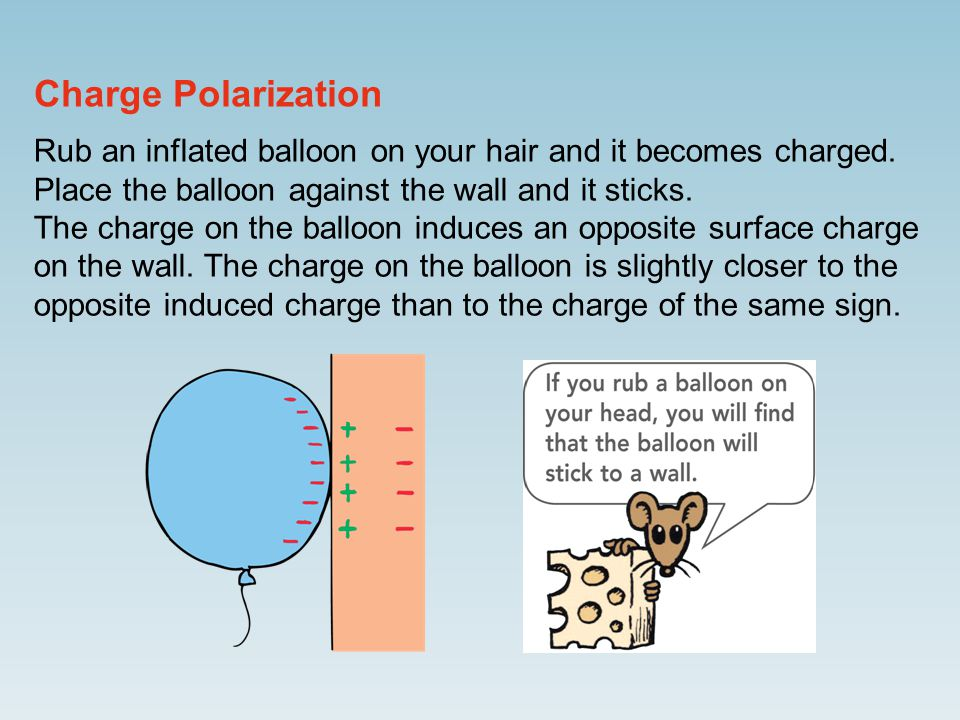 Charge Polarization
Rub an inflated balloon on your hair and it becomes charged.
Place the balloon against the wall and it sticks.
The charge on the balloon induces an opposite surface charge
on the wall. The charge on the balloon is slightly closer to the
opposite induced charge than to the charge of the same sign.
If you rub a balloon on
your head, you will find
that the balloon will
stick to a wall.
+ −
+ −
+ −
+ −